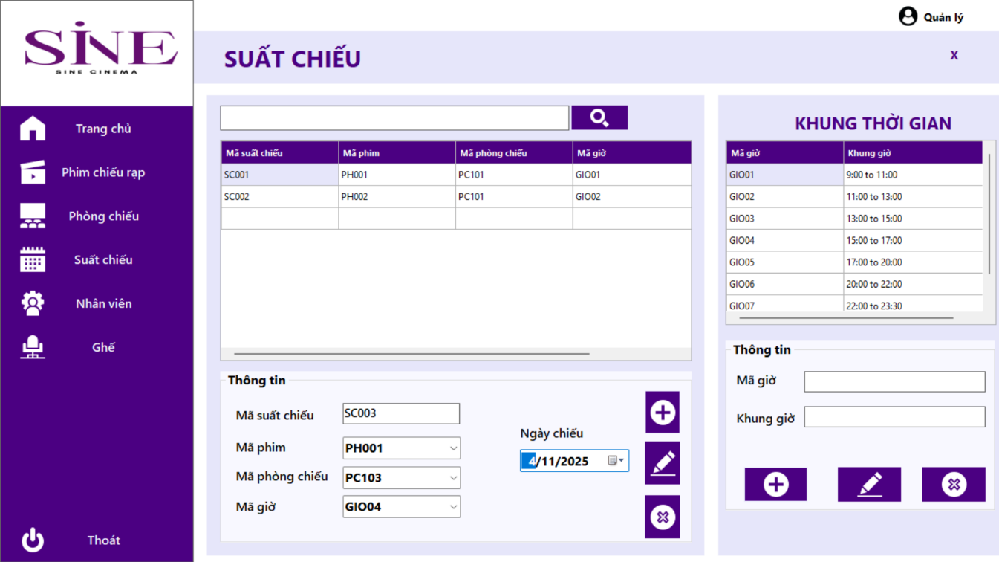 SINE
SINE CINEMA
Quản lý
SUẤT CHIẾU
X
Trang chủ
Phim chiếu rạp
Phòng chiếu
Suất chiếu
Nhân viên
Ghế
Thoát
Mã suất chiếu Mã phim Mã phòng chiếu Mã giờ
SC001 PH001 PC101 GIO01
SC002 PH002 PC101 GIO02
Thông tin
Mã suất chiếu SC003
Mã phim PH001
Mã phòng chiếu PC103
Mã giờ GIO04
Ngày chiếu
4/11/2025
KHUNG THỜI GIAN
Mã giờ Khung giờ
GIO01 9:00 to 11:00
GIO02 11:00 to 13:00
GIO03 13:00 to 15:00
GIO04 15:00 to 17:00
GIO05 17:00 to 20:00
GIO06 20:00 to 22:00
GIO07 22:00 to 23:30
Thông tin
Mã giờ
Khung giờ